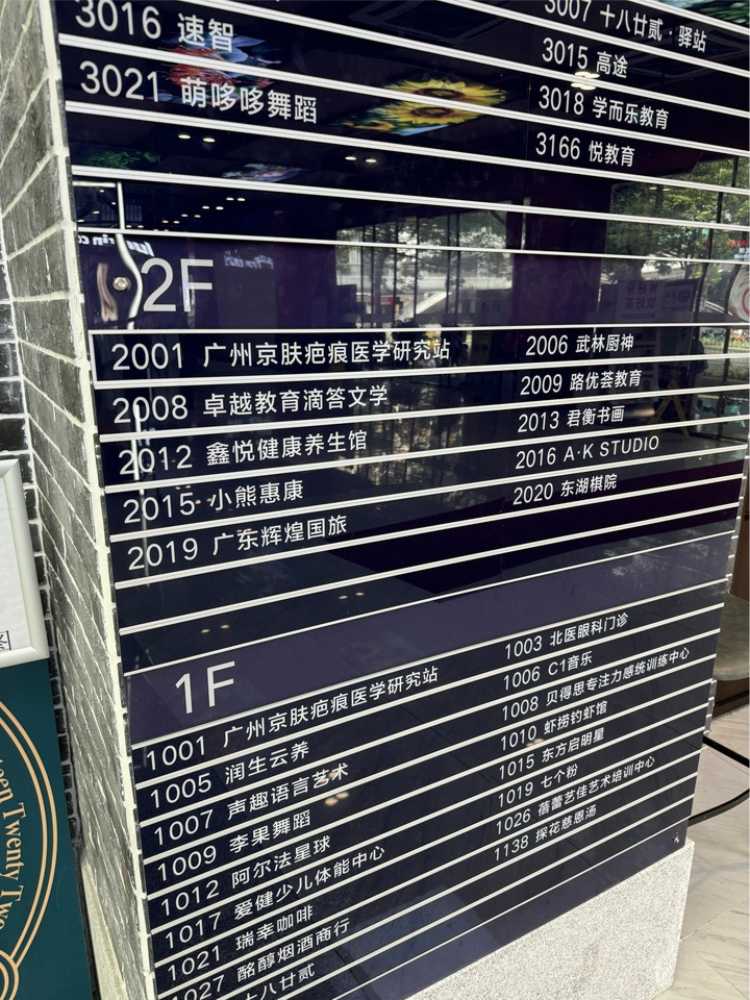 3016 速智
3021 萌哆哆舞蹈
3007 十八廿贰·驿站
3015 高途
3018 学而乐教育
3166 悦教育
2F
2001 广州京肤疤痕医学研究站
2008 卓越教育滴答文学
2012 鑫悦健康养生馆
2015 小熊惠康
2019 广东辉煌国旅
2006 武林厨神
2009 路优荟教育
2013 君衡书画
2016 A·K STUDIO
2020 东湖棋院
1F
1001 广州京肤疤痕医学研究站
1005 润生云养
1007 声趣语言艺术
1009 李果舞蹈
1012 阿尔法星球
1017 爱健少儿体能中心
1021 瑞幸咖啡
1027 酩醇烟酒商行
十八廿贰
1003 北医眼科门诊
1006 C1音乐
1008 贝得思专注力感统训练中心
1010 虾捞钓虾馆
1015 东方启明星
1019 七个粉
1026 蓓蕾艺佳艺术培训中心
1138 探花慈恩汤
Twenty Two